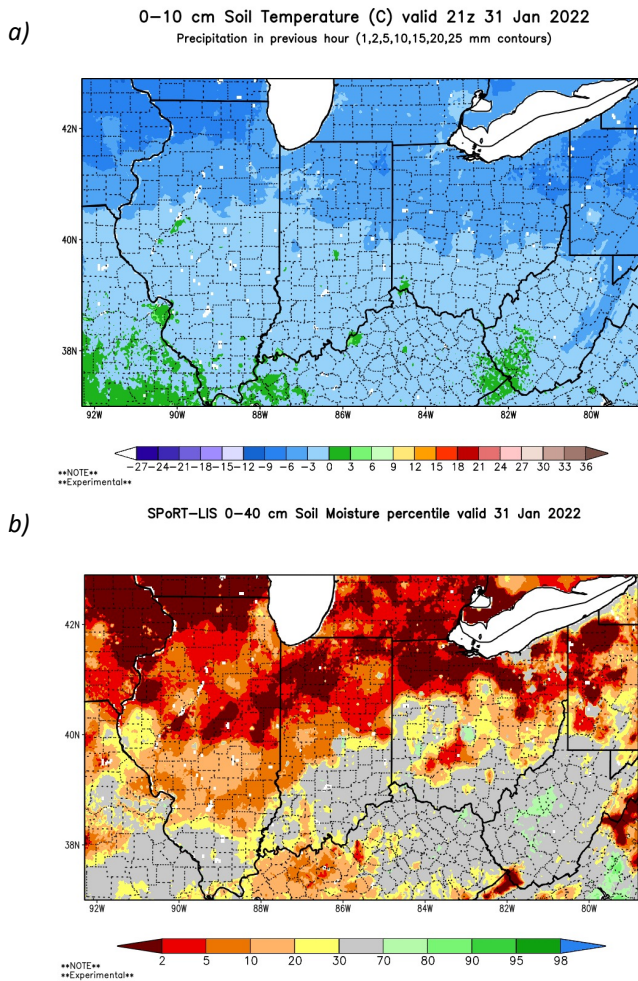 a)
0-10 cm Soil Temperature (C) valid 21z 31 Jan 2022
Precipitation in previous hour (1,2,5,10,15,20,25 mm contours)
42N
40N
38N
92W 90W 88W 86W 84W 82W 80W
-27 -24 -21 -18 -15 -12 -9 -6 -3 0 3 6 9 12 15 18 21 24 27 30 33 36
**NOTE**
**Experimental**
b)
SPoRT-LIS 0-40 cm Soil Moisture percentile valid 31 Jan 2022
42N
40N
38N
92W 90W 88W 86W 84W 82W 80W
2 5 10 20 30 70 80 90 95 98
**NOTE**
**Experimental**